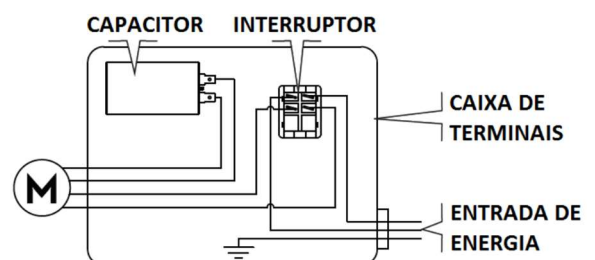 CAPACITOR INTERRUPTOR
CAIXA DE
TERMINAIS
M
ENTRADA DE
ENERGIA